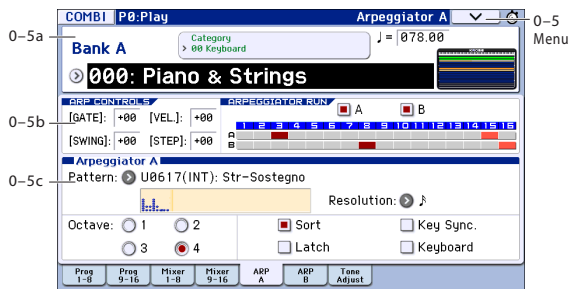 COMBI P0:Play Arpeggiator A
0–5 Menu
0–5a
Bank A
Category
00 Keyboard
♩= 078.00
000: Piano & Strings
0–5b
ARP CONTROLS
[GATE]: +00 [VEL.]: +00
[SWING]: +00 [STEP]: +00
ARPEGGIATOR RUN
A B
1 2 3 4 5 6 7 8 9 10 11 12 13 14 15 16
A
B
0–5c
Arpeggiator A
Pattern: U0617(INT): Str-Sostegno
Resolution: ♪
Octave: 1 2
3 4
Sort Key Sync.
Latch Keyboard
Prog 1-8
Prog 9-16
Mixer 1-8
Mixer 9-16
ARP A
ARP B
Tone Adjust